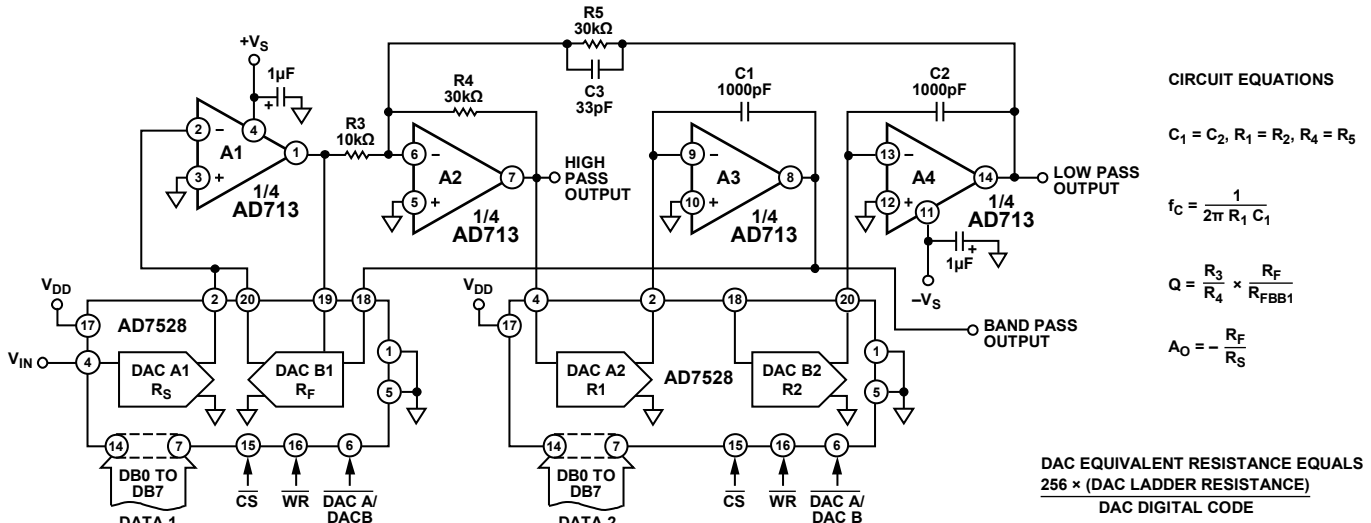 R5
30kΩ
C3
33pF
+VS
1µF
R4
30kΩ
R3
10kΩ
C1
1000pF
C2
1000pF
CIRCUIT EQUATIONS
C1 = C2, R1 = R2, R4 = R5
fC = 1 / 2π R1 C1
Q = R3 / R4 × RF / RFBB1
AO = – RF / RS
2 –
4
A1
1
3 +
1/4
AD713
6 –
A2
7
5 +
1/4
AD713
HIGH
PASS
OUTPUT
9 –
A3
8
10 +
1/4
AD713
13 –
A4
14
12 +
11
1/4
AD713
LOW PASS
OUTPUT
1µF
+
–VS
BAND PASS
OUTPUT
VDD
17
2
20
19
18
AD7528
VIN
4
DAC A1
RS
DAC B1
RF
1
5
14
7
15
16
6
DB0 TO
DB7
DATA 1
CS
WR
DAC A/
DACB
VDD
17
4
2
18
20
DAC A2
R1
AD7528
DAC B2
R2
1
5
14
7
15
16
6
DB0 TO
DB7
DATA 2
CS
WR
DAC A/
DAC B
DAC EQUIVALENT RESISTANCE EQUALS
256 × (DAC LADDER RESISTANCE)
DAC DIGITAL CODE